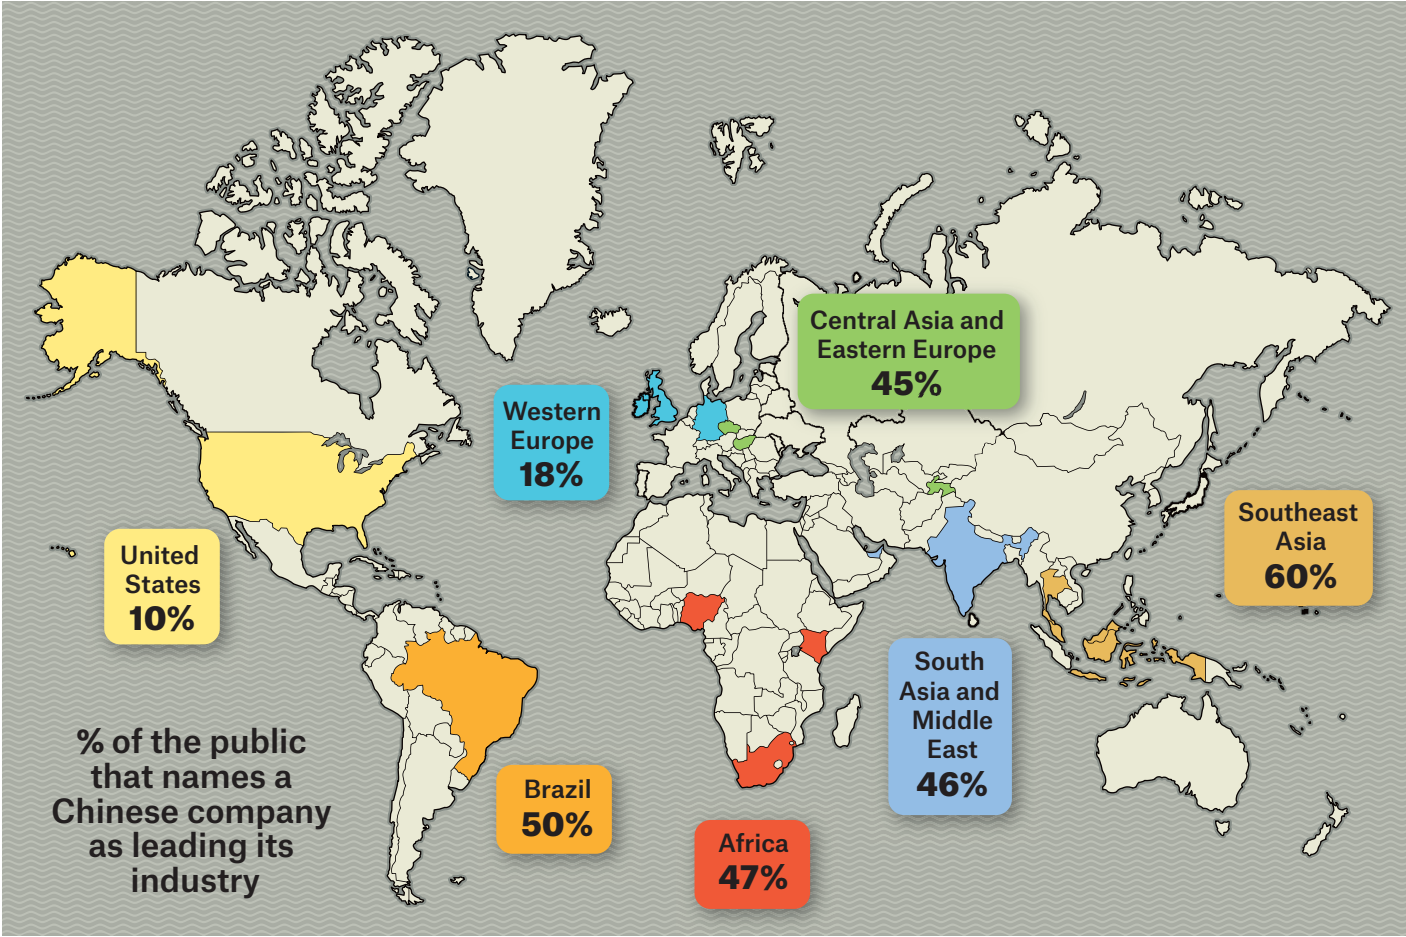 Central Asia and
Eastern Europe
45%
Western
Europe
18%
Southeast
Asia
60%
United
States
10%
South
Asia and
Middle
East
46%
% of the public
that names a
Chinese company
as leading its
industry
Brazil
50%
Africa
47%